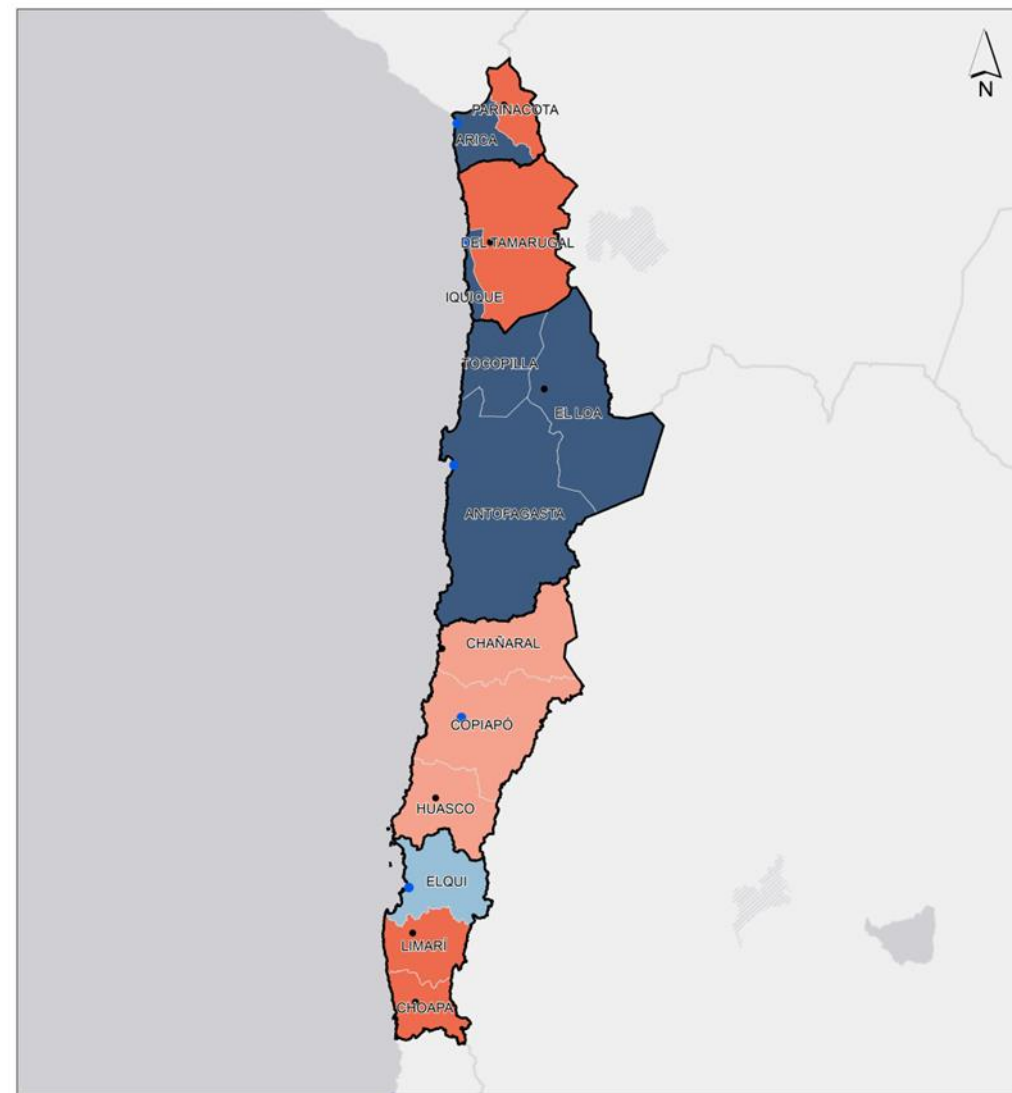 N
PARINACOTA
ARICA
DEL TAMARUGAL
IQUIQUE
TOCOPILLA
EL LOA
ANTOFAGASTA
CHAÑARAL
COPIAPÓ
HUASCO
ELQUI
LIMARÍ
CHOAPA